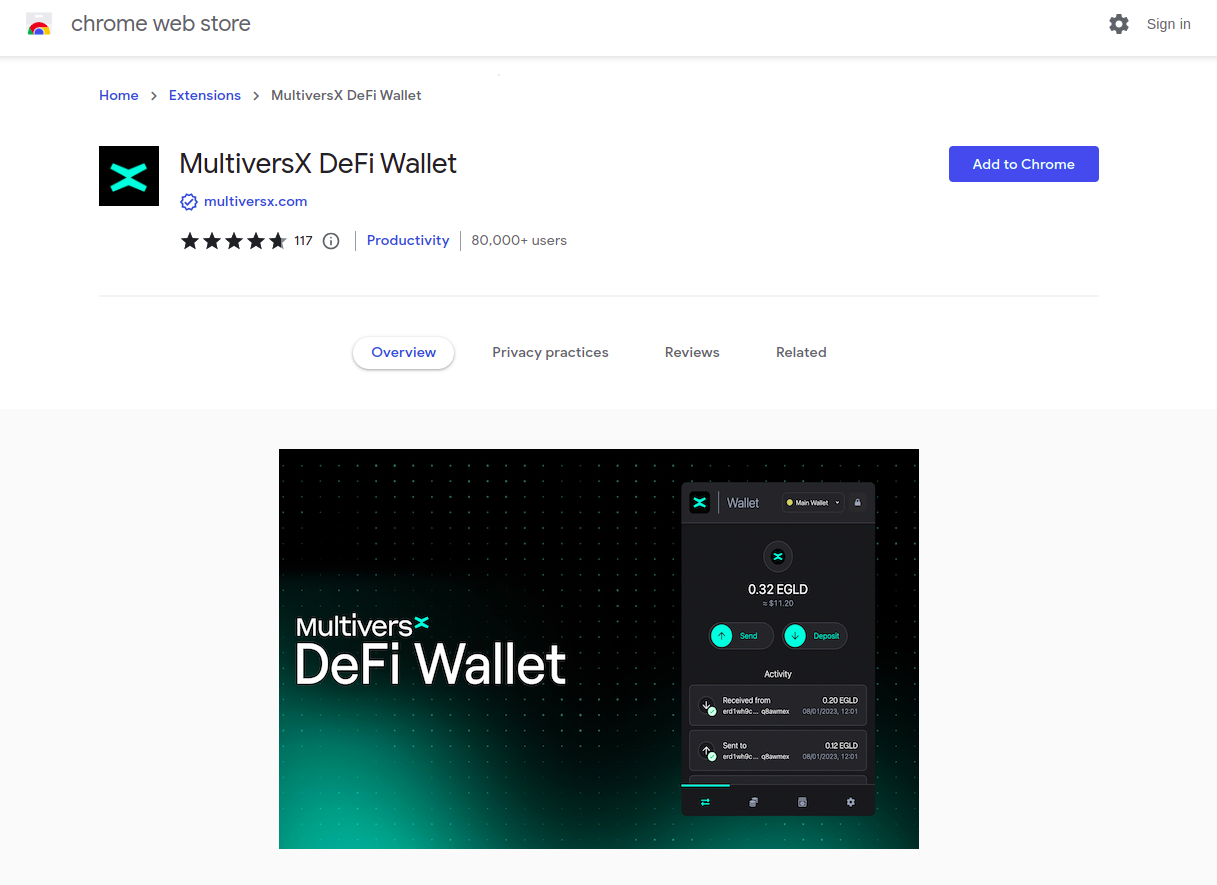 chrome web store
Sign in
Home > Extensions > MultiversX DeFi Wallet
MultiversX DeFi Wallet
Add to Chrome
multiversx.com
117
Productivity
80,000+ users
Overview
Privacy practices
Reviews
Related
Multivers
DeFi Wallet
Wallet
Main Wallet
0.32 EGLD
≈ $11.20
Send
Deposit
Activity
Received from 0.20 EGLD
erd1wh9c... q8awmex 08/01/2023, 12:01
Sent to 0.12 EGLD
erd1wh9c... q8awmex 08/01/2023, 12:01